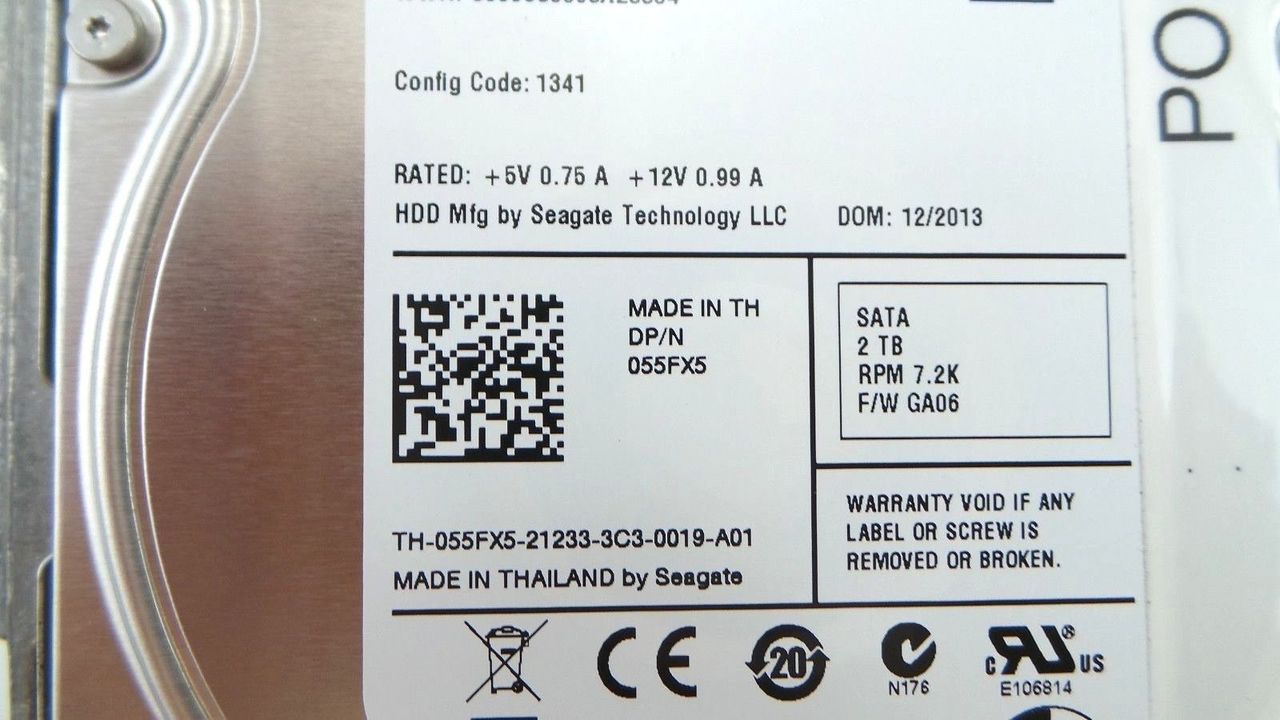 Config Code: 1341
RATED: +5V 0.75 A +12V 0.99 A
HDD Mfg by Seagate Technology LLC DOM: 12/2013
MADE IN TH
DP/N
055FX5
SATA
2 TB
RPM 7.2K
F/W GA06
TH-055FX5-21233-3C3-0019-A01
MADE IN THAILAND by Seagate
WARRANTY VOID IF ANY
LABEL OR SCREW IS
REMOVED OR BROKEN.
CE
20
N176
c RU ® US
E106814
PO